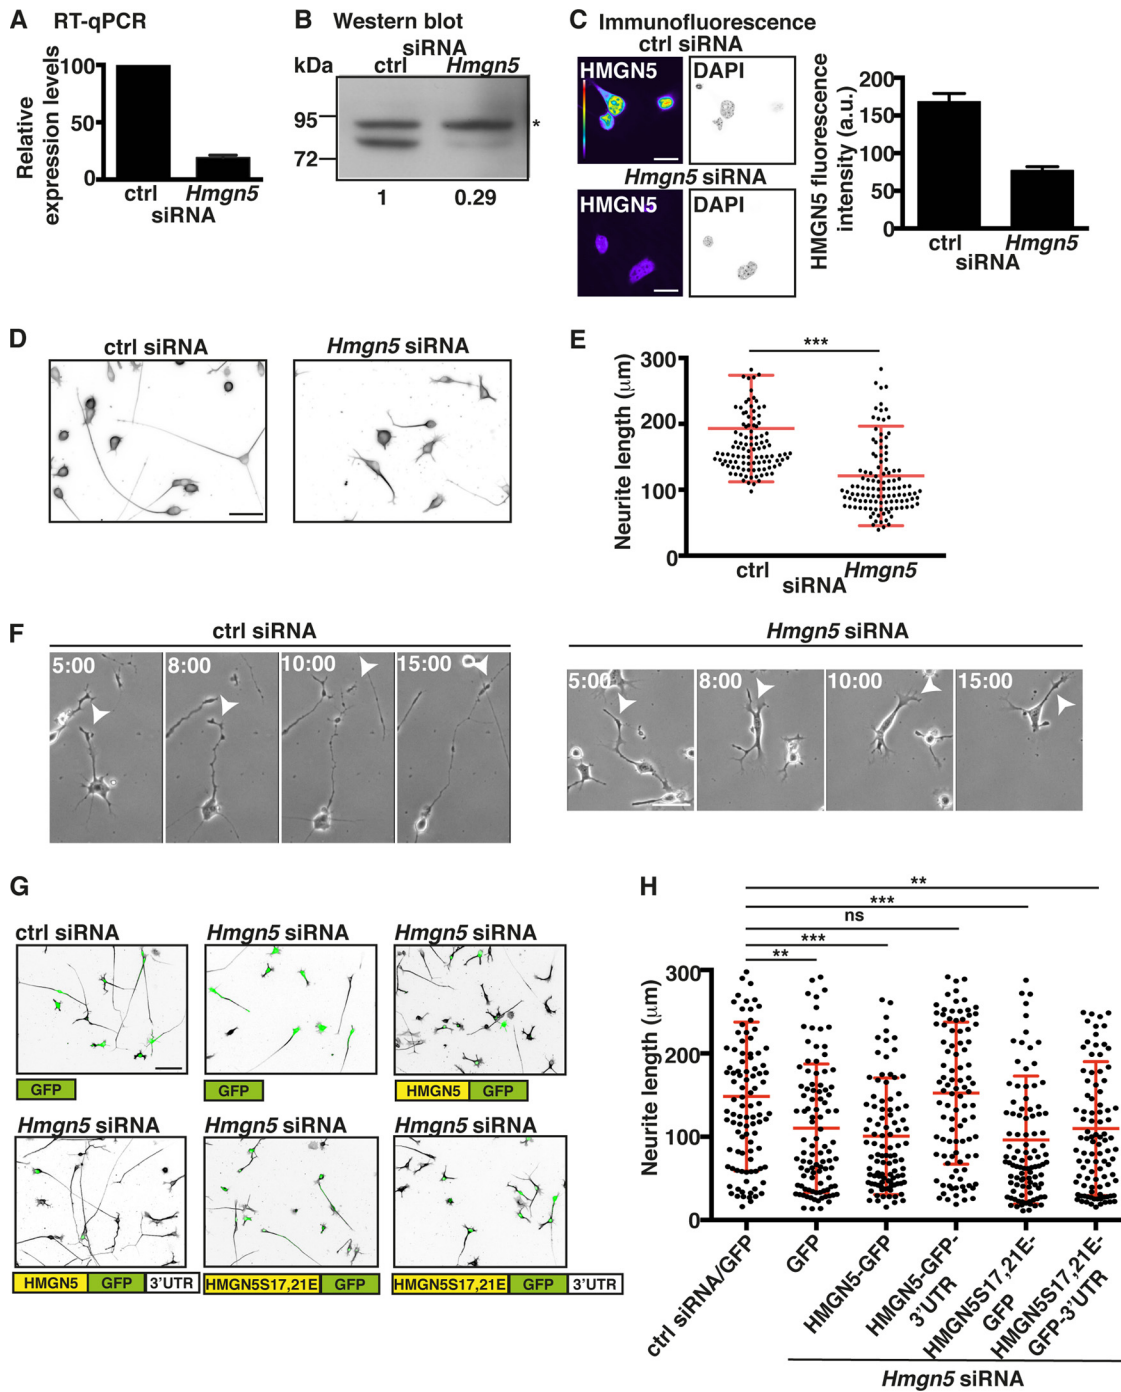 A RT-qPCR
Relative
expression levels
100
50
0
ctrl Hmgn5
siRNA
B Western blot
siRNA
kDa ctrl Hmgn5
95
72
*
1 0.29
C Immunofluorescence
ctrl siRNA
HMGN5 DAPI
Hmgn5 siRNA
HMGN5 DAPI
HMGN5 fluorescence
intensity (a.u.)
200
150
100
50
0
ctrl Hmgn5
siRNA
D
ctrl siRNA Hmgn5 siRNA
E
Neurite length (μm)
300
200
100
0
***
ctrl Hmgn5
siRNA
F
ctrl siRNA
5:00 8:00 10:00 15:00
Hmgn5 siRNA
5:00 8:00 10:00 15:00
G
ctrl siRNA Hmgn5 siRNA Hmgn5 siRNA
GFP GFP HMGN5 GFP
Hmgn5 siRNA Hmgn5 siRNA Hmgn5 siRNA
HMGN5 GFP 3'UTR HMGN5S17,21E GFP HMGN5S17,21E GFP 3'UTR
H
**
***
ns
***
**
Neurite length (μm)
300
200
100
0
ctrl siRNA/GFP
GFP
HMGN5-GFP
HMGN5-GFP-
3'UTR
HMGN5S17,21E-
GFP
HMGN5S17,21E-
GFP-3'UTR
Hmgn5 siRNA